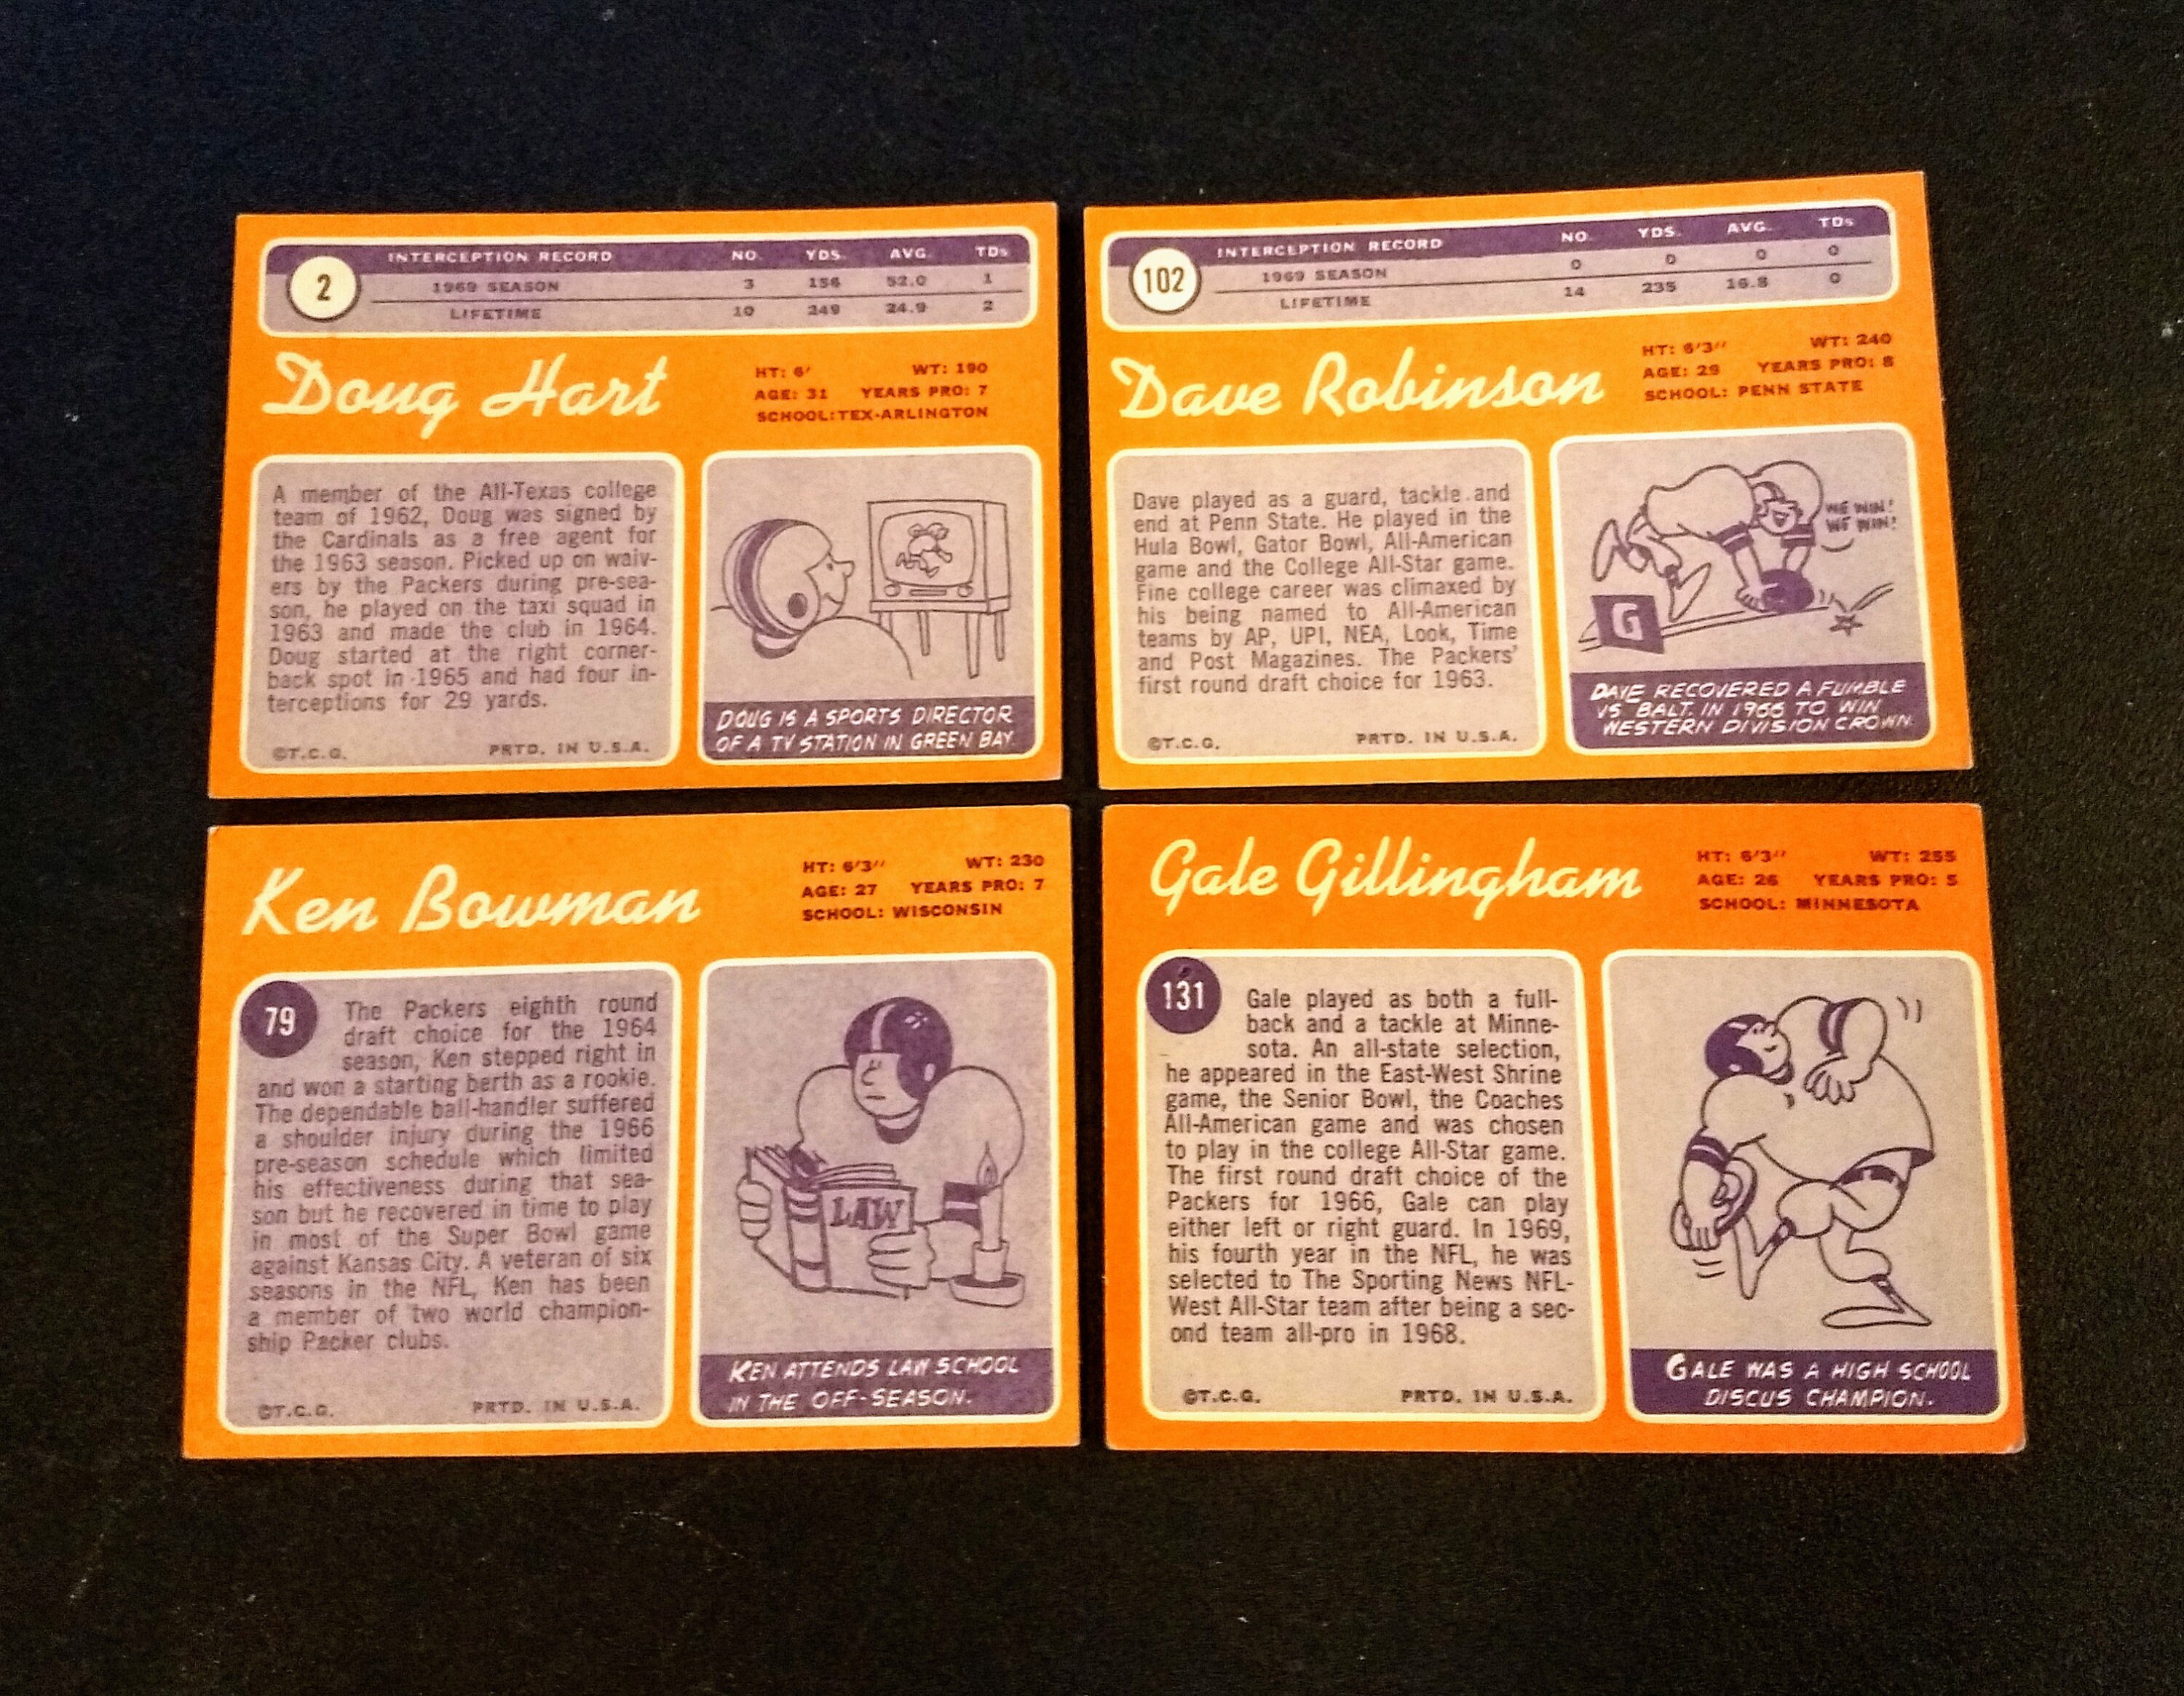 INTERCEPTION RECORD NO. YDS. AVG. TDs
2
1969 SEASON 3 156 52.0 1
LIFETIME 10 249 24.9 2
Doug Hart
HT: 6' WT: 190
AGE: 31 YEARS PRO: 7
SCHOOL: TEX-ARLINGTON
A member of the All-Texas college
team of 1962, Doug was signed by
the Cardinals as a free agent for
the 1963 season. Picked up on waiv-
ers by the Packers during pre-sea-
son, he played on the taxi squad in
1963 and made the club in 1964.
Doug started at the right corner-
back spot in 1965 and had four in-
terceptions for 29 yards.
©T.C.G. PRTD. IN U.S.A.
DOUG IS A SPORTS DIRECTOR
OF A TV STATION IN GREEN BAY.
INTERCEPTION RECORD NO. YDS. AVG. TDs
102
1969 SEASON 0 0 0 0
LIFETIME 14 235 16.8 0
Dave Robinson
HT: 6'3" WT: 240
AGE: 29 YEARS PRO: 8
SCHOOL: PENN STATE
Dave played as a guard, tackle and
end at Penn State. He played in the
Hula Bowl, Gator Bowl, All-American
game and the College All-Star game.
Fine college career was climaxed by
his being named to All-American
teams by AP, UPI, NEA, Look, Time
and Post Magazines. The Packers'
first round draft choice for 1963.
©T.C.G. PRTD. IN U.S.A.
WE WIN!
WE WIN!
G
DAVE RECOVERED A FUMBLE
VS BALT. IN 1966 TO WIN
WESTERN DIVISION CROWN.
Ken Bowman
HT: 6'3" WT: 230
AGE: 27 YEARS PRO: 7
SCHOOL: WISCONSIN
79
The Packers eighth round
draft choice for the 1964
season, Ken stepped right in
and won a starting berth as a rookie.
The dependable ball-handler suffered
a shoulder injury during the 1966
pre-season schedule which limited
his effectiveness during that sea-
son but he recovered in time to play
in most of the Super Bowl game
against Kansas City. A veteran of six
seasons in the NFL, Ken has been
a member of two world champion-
ship Packer clubs.
©T.C.G. PRTD. IN U.S.A.
LAW
KEN ATTENDS LAW SCHOOL
IN THE OFF-SEASON.
Gale Gillingham
HT: 6'3" WT: 255
AGE: 26 YEARS PRO: 5
SCHOOL: MINNESOTA
131
Gale played as both a full-
back and a tackle at Minne-
sota. An all-state selection,
he appeared in the East-West Shrine
game, the Senior Bowl, the Coaches
All-American game and was chosen
to play in the college All-Star game.
The first round draft choice of the
Packers for 1966, Gale can play
either left or right guard. In 1969,
his fourth year in the NFL, he was
selected to The Sporting News NFL-
West All-Star team after being a sec-
ond team all-pro in 1968.
©T.C.G. PRTD. IN U.S.A.
GALE WAS A HIGH SCHOOL
DISCUS CHAMPION.